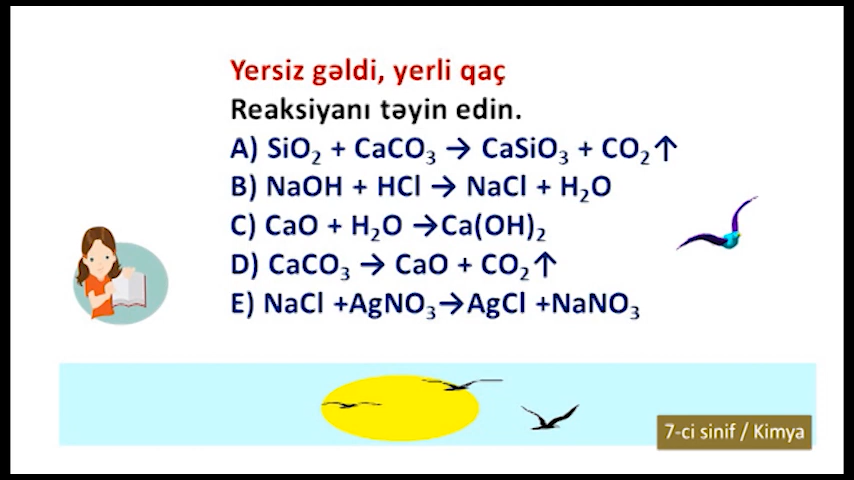 Yersiz gəldi, yerli qaç
Reaksiyanı təyin edin.
A) SiO₂ + CaCO₃ → CaSiO₃ + CO₂↑
B) NaOH + HCl → NaCl + H₂O
C) CaO + H₂O →Ca(OH)₂
D) CaCO₃ → CaO + CO₂↑
E) NaCl +AgNO₃→AgCl +NaNO₃
7-ci sinif / Kimya